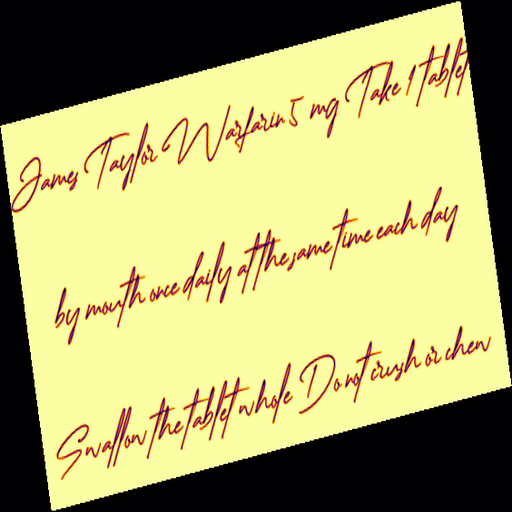 James Taylor Warfarin 5 mg Take 1 tablet
by mouth once daily at the same time each day
Swallow the tablet whole Do not crush or chew